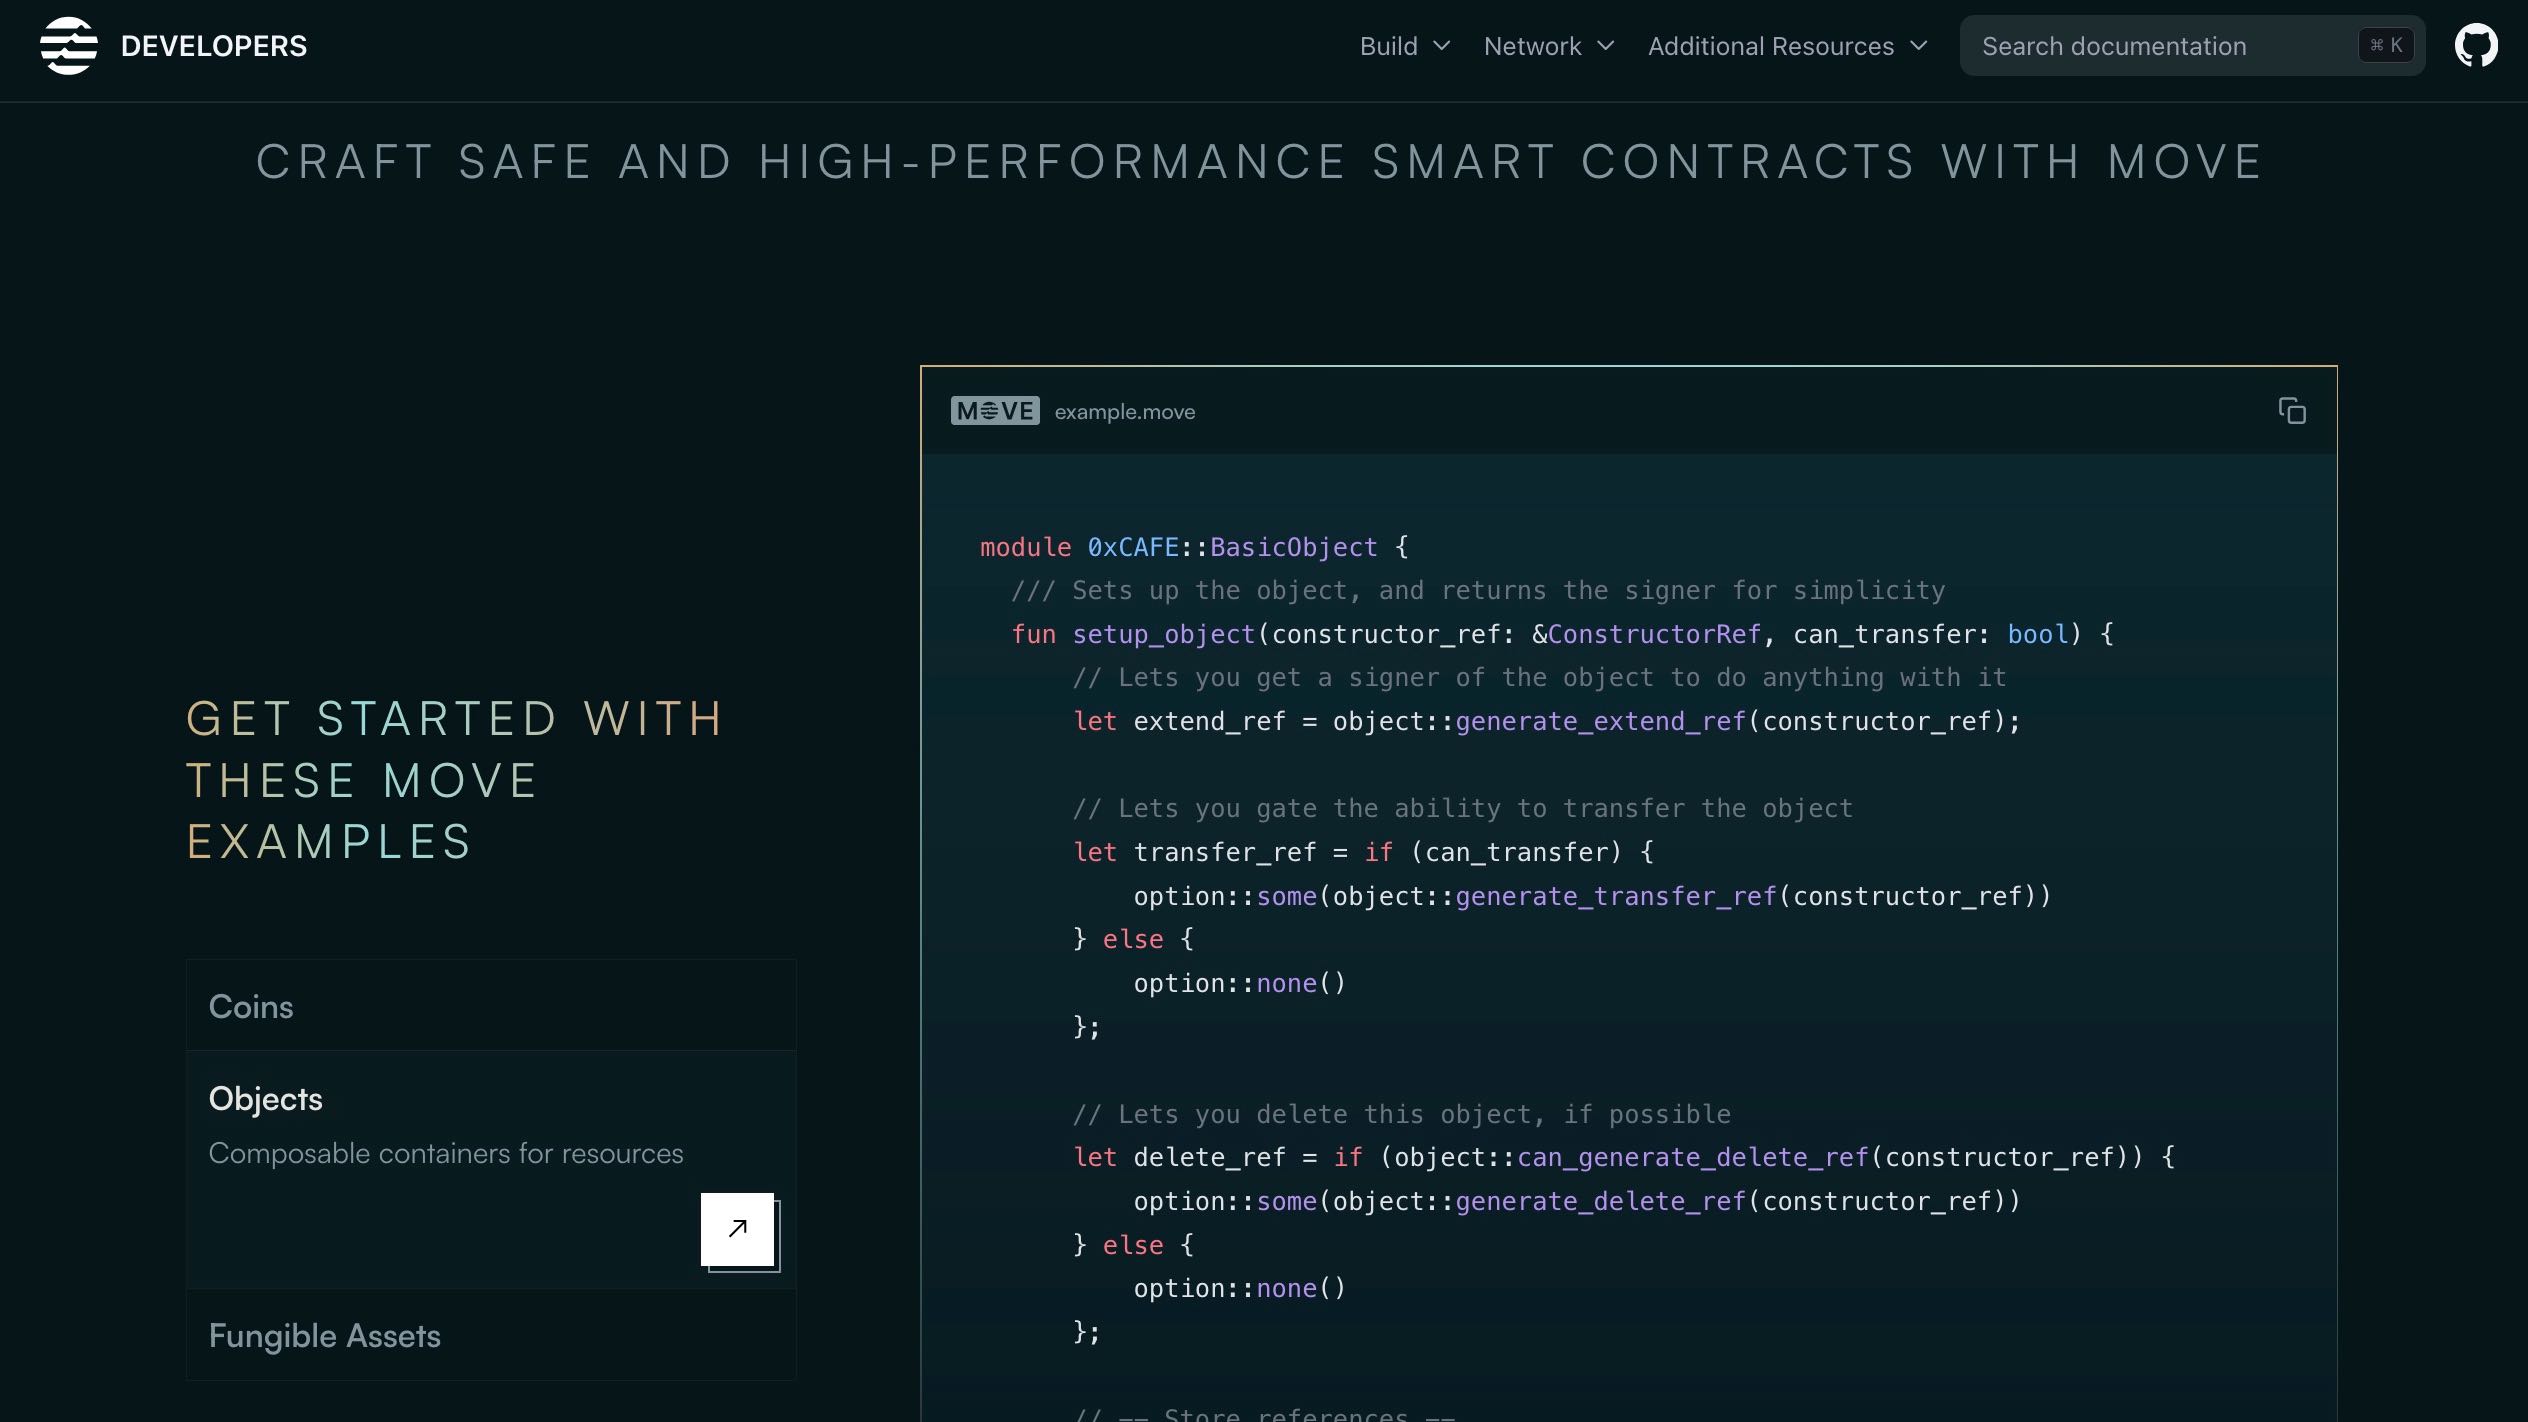 DEVELOPERS
Build
Network
Additional Resources
Search documentation
⌘ K
CRAFT SAFE AND HIGH-PERFORMANCE SMART CONTRACTS WITH MOVE
GET STARTED WITH
THESE MOVE
EXAMPLES
Coins
Objects
Composable containers for resources
Fungible Assets
MOVE example.move
module 0xCAFE::BasicObject {
/// Sets up the object, and returns the signer for simplicity
fun setup_object(constructor_ref: &ConstructorRef, can_transfer: bool) {
// Lets you get a signer of the object to do anything with it
let extend_ref = object::generate_extend_ref(constructor_ref);
// Lets you gate the ability to transfer the object
let transfer_ref = if (can_transfer) {
option::some(object::generate_transfer_ref(constructor_ref))
} else {
option::none()
};
// Lets you delete this object, if possible
let delete_ref = if (object::can_generate_delete_ref(constructor_ref)) {
option::some(object::generate_delete_ref(constructor_ref))
} else {
option::none()
};
// -- Store references --